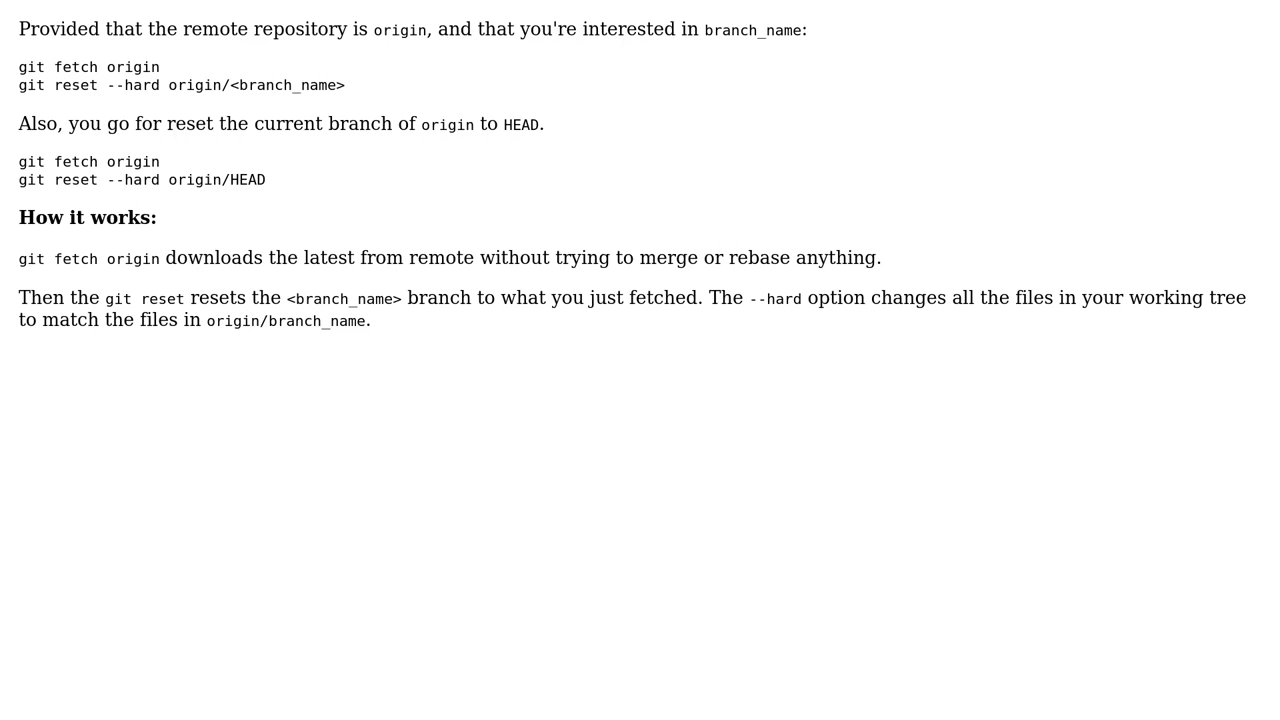 Provided that the remote repository is origin, and that you're interested in branch_name:
git fetch origin
git reset --hard origin/<branch_name>
Also, you go for reset the current branch of origin to HEAD.
git fetch origin
git reset --hard origin/HEAD
How it works:
git fetch origin downloads the latest from remote without trying to merge or rebase anything.
Then the git reset resets the <branch_name> branch to what you just fetched. The --hard option changes all the files in your working tree
to match the files in origin/branch_name.